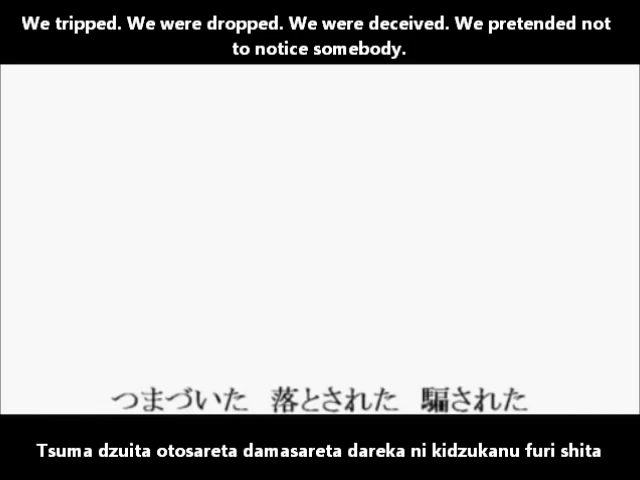 We tripped. We were dropped. We were deceived. We pretended not
to notice somebody.
つまづいた 落とされた 騙された
Tsuma dzuita otosareta damasareta dareka ni kidzukanu furi shita